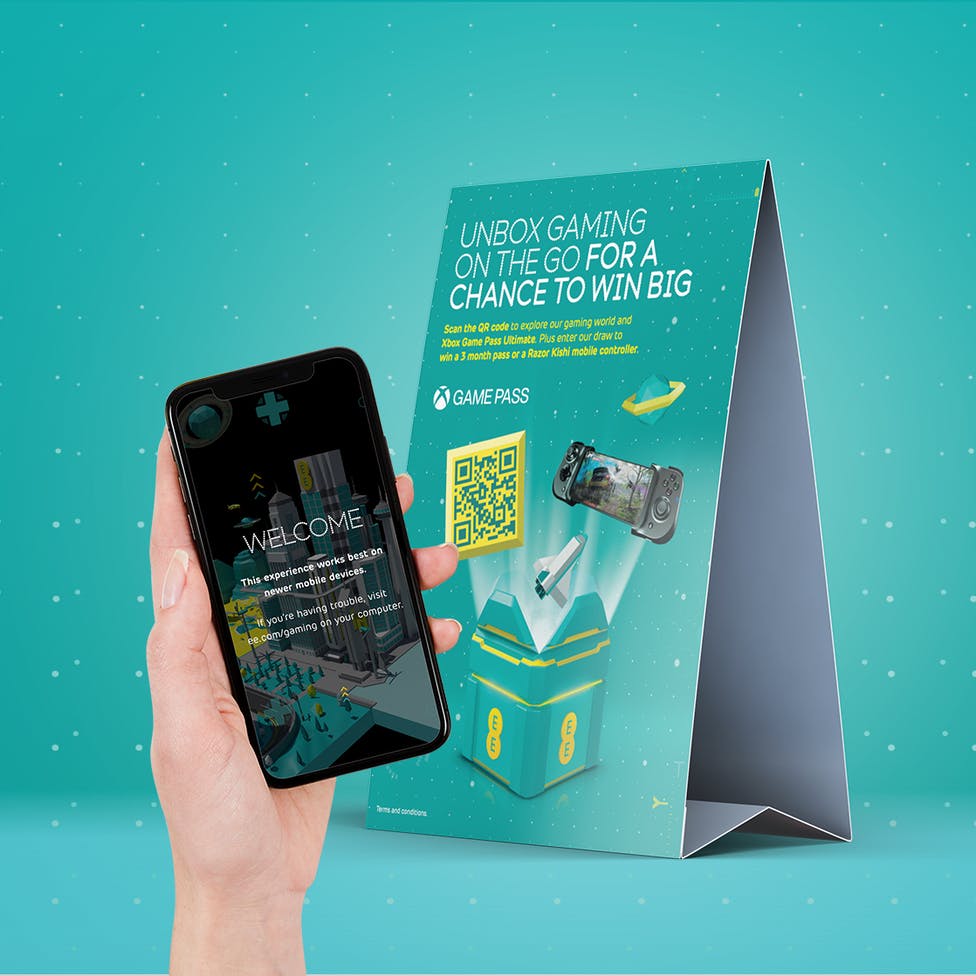 UNBOX GAMING
ON THE GO FOR A
CHANCE TO WIN BIG
Scan the QR code to explore our gaming world and
Xbox Game Pass Ultimate. Plus enter our draw to
win a 3 month pass or a Razor Kishi mobile controller.
GAME PASS
EE
EE
Terms and conditions.
EE
WELCOME
This experience works best on
newer mobile devices.
If you're having trouble, visit
ee.com/gaming on your computer.